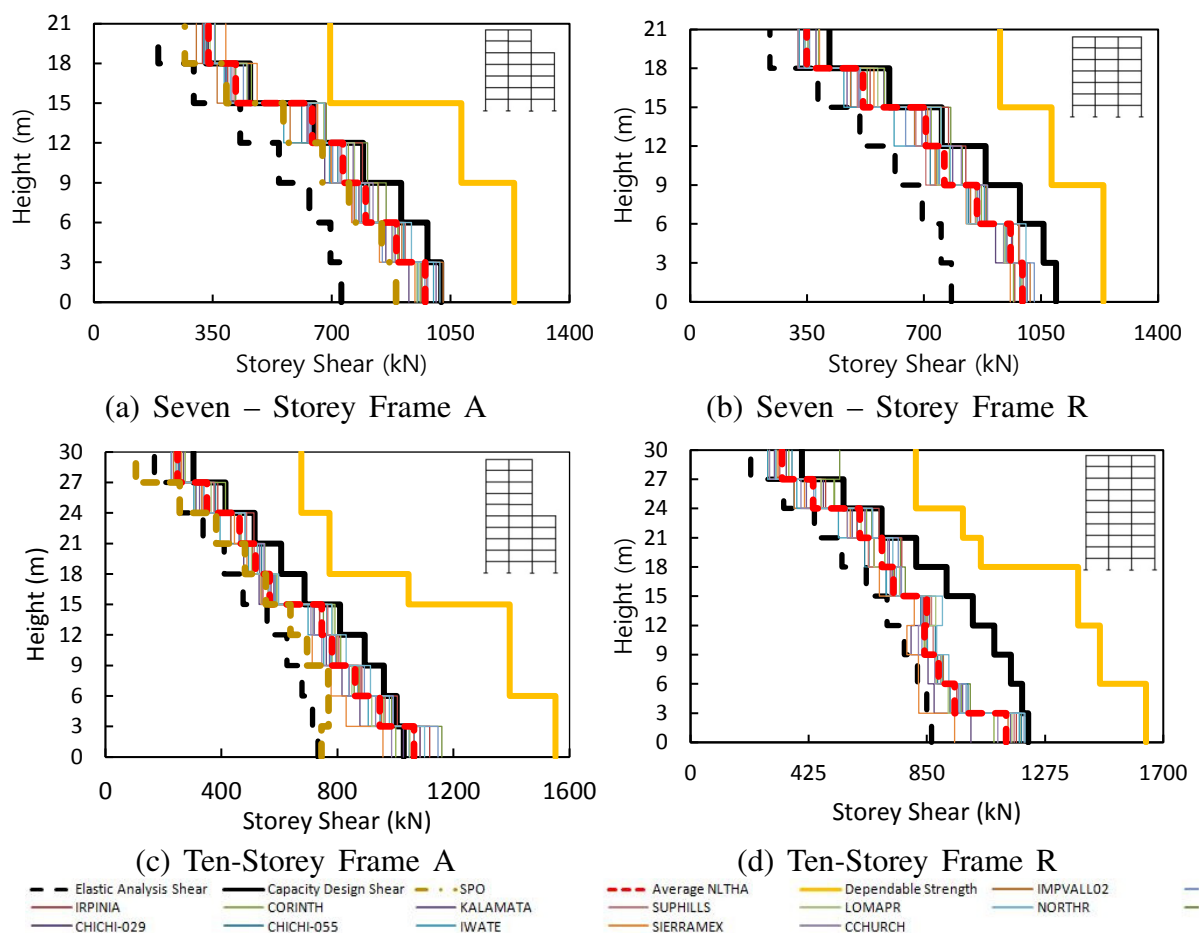 21
18
15
12
9
6
3
0
Height (m)
0 350 700 1050 1400
Storey Shear (kN)
(a) Seven – Storey Frame A
21
18
15
12
9
6
3
0
Height (m)
0 350 700 1050 1400
Storey Shear (kN)
(b) Seven – Storey Frame R
30
27
24
21
18
15
12
9
6
3
0
Height (m)
0 400 800 1200 1600
Storey Shear (kN)
(c) Ten-Storey Frame A
30
27
24
21
18
15
12
9
6
3
0
Height (m)
0 425 850 1275 1700
Storey Shear (kN)
(d) Ten-Storey Frame R
Elastic Analysis Shear Capacity Design Shear SPO Average NLTHA Dependable Strength IMPVALL02
IRPINIA CORINTH KALAMATA SUPHILLS LOMAPR NORTHR
CHICHI-029 CHICHI-055 IWATE SIERRAMEX CCHURCH